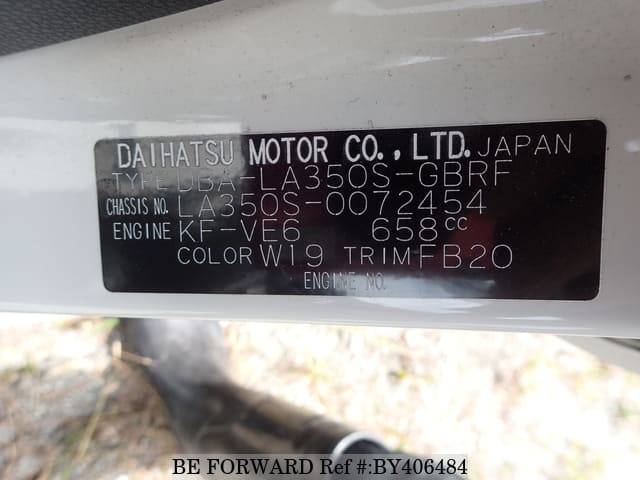 DAIHATSU MOTOR CO., LTD. JAPAN
TYPE DBA-LA350S-GBRF
CHASSIS NO. LA350S-0072454
ENGINE KF-VE6 658cc
COLOR W19 TRIM FB20
ENGINE NO.
BE FORWARD Ref #:BY406484